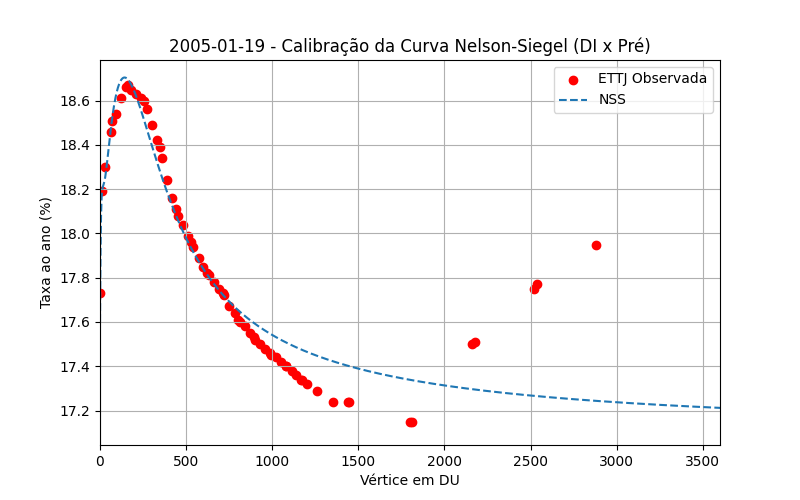 2005-01-19 - Calibração da Curva Nelson-Siegel (DI x Pré)
ETTJ Observada
NSS
Taxa ao ano (%)
18.6
18.4
18.2
18.0
17.8
17.6
17.4
17.2
0 500 1000 1500 2000 2500 3000 3500
Vértice em DU